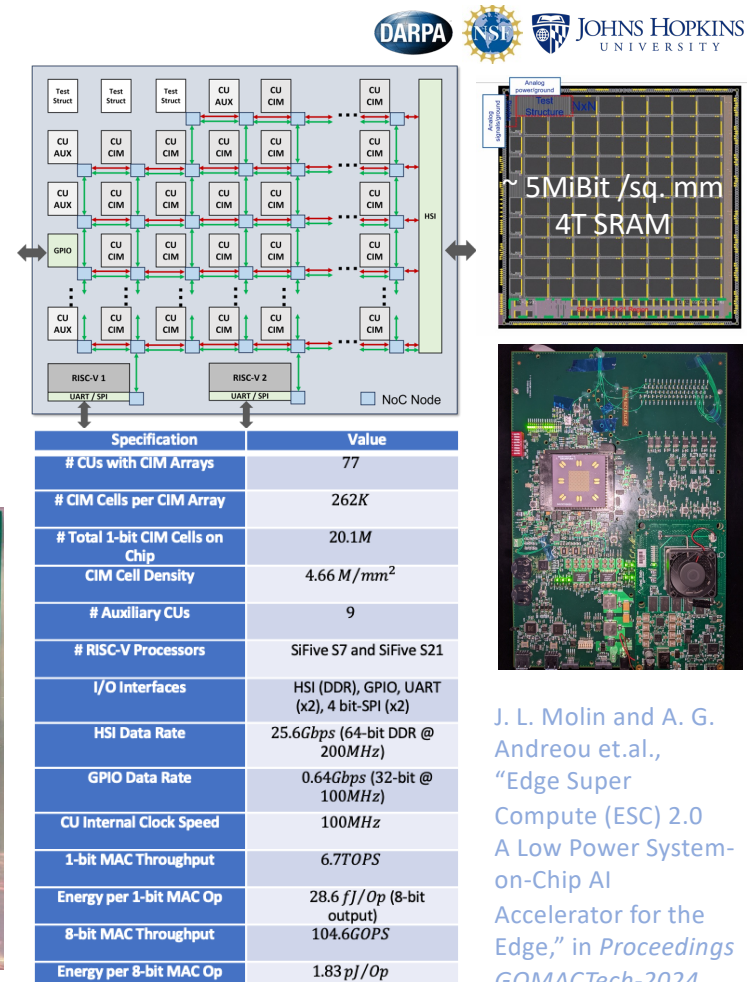 DARPA
NSF
JOHNS HOPKINS
UNIVERSITY
Test
Struct
Test
Struct
Test
Struct
CU
AUX
CU
CIM
CU
CIM
CU
AUX
CU
CIM
CU
CIM
CU
CIM
CU
CIM
CU
CIM
CU
AUX
CU
CIM
CU
CIM
CU
CIM
CU
CIM
CU
CIM
HSI
GPIO
CU
CIM
CU
CIM
CU
CIM
CU
CIM
CU
CIM
CU
AUX
CU
CIM
CU
CIM
CU
CIM
CU
CIM
CU
CIM
RISC-V 1
UART / SPI
RISC-V 2
UART / SPI
NoC Node
Analog
power/ground
Analog
signals/ground
Test
Structure
NxN
~ 5MiBit /sq. mm
4T SRAM
Specification Value
# CUs with CIM Arrays 77
# CIM Cells per CIM Array 262K
# Total 1-bit CIM Cells on
Chip 20.1M
CIM Cell Density 4.66 M/mm²
# Auxiliary CUs 9
# RISC-V Processors SiFive S7 and SiFive S21
I/O Interfaces HSI (DDR), GPIO, UART
(x2), 4 bit-SPI (x2)
HSI Data Rate 25.6Gbps (64-bit DDR @
200MHz)
GPIO Data Rate 0.64Gbps (32-bit @
100MHz)
CU Internal Clock Speed 100MHz
1-bit MAC Throughput 6.7TOPS
Energy per 1-bit MAC Op 28.6 fJ/Op (8-bit
output)
8-bit MAC Throughput 104.6GOPS
Energy per 8-bit MAC Op 1.83 pJ/Op
J. L. Molin and A. G.
Andreou et.al.,
“Edge Super
Compute (ESC) 2.0
A Low Power System-
on-Chip AI
Accelerator for the
Edge,” in Proceedings
GOMACTech-2024